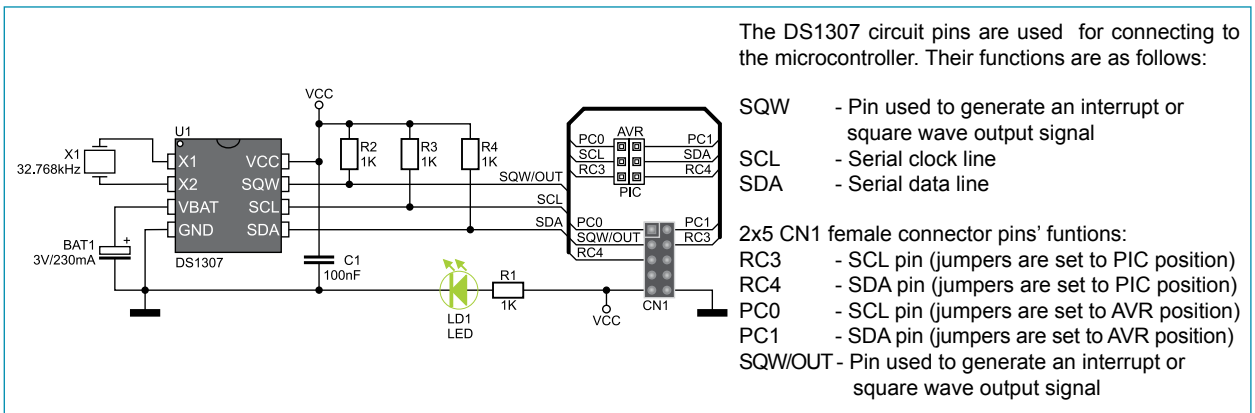 The DS1307 circuit pins are used for connecting to
the microcontroller. Their functions are as follows:
SQW - Pin used to generate an interrupt or
square wave output signal
SCL - Serial clock line
SDA - Serial data line
2x5 CN1 female connector pins' funtions:
RC3 - SCL pin (jumpers are set to PIC position)
RC4 - SDA pin (jumpers are set to PIC position)
PC0 - SCL pin (jumpers are set to AVR position)
PC1 - SDA pin (jumpers are set to AVR position)
SQW/OUT - Pin used to generate an interrupt or
square wave output signal
VCC
U1
X1
32.768kHz
X1 VCC
X2 SQW
VBAT SCL
GND SDA
DS1307
BAT1
+
3V/230mA
R2
1K
R3
1K
R4
1K
C1
100nF
SQW/OUT
SCL
SDA
AVR
PC0 PC1
SCL SDA
RC3 RC4
PIC
PC0 PC1
SQW/OUT RC3
RC4
CN1
LD1
LED
R1
1K
VCC